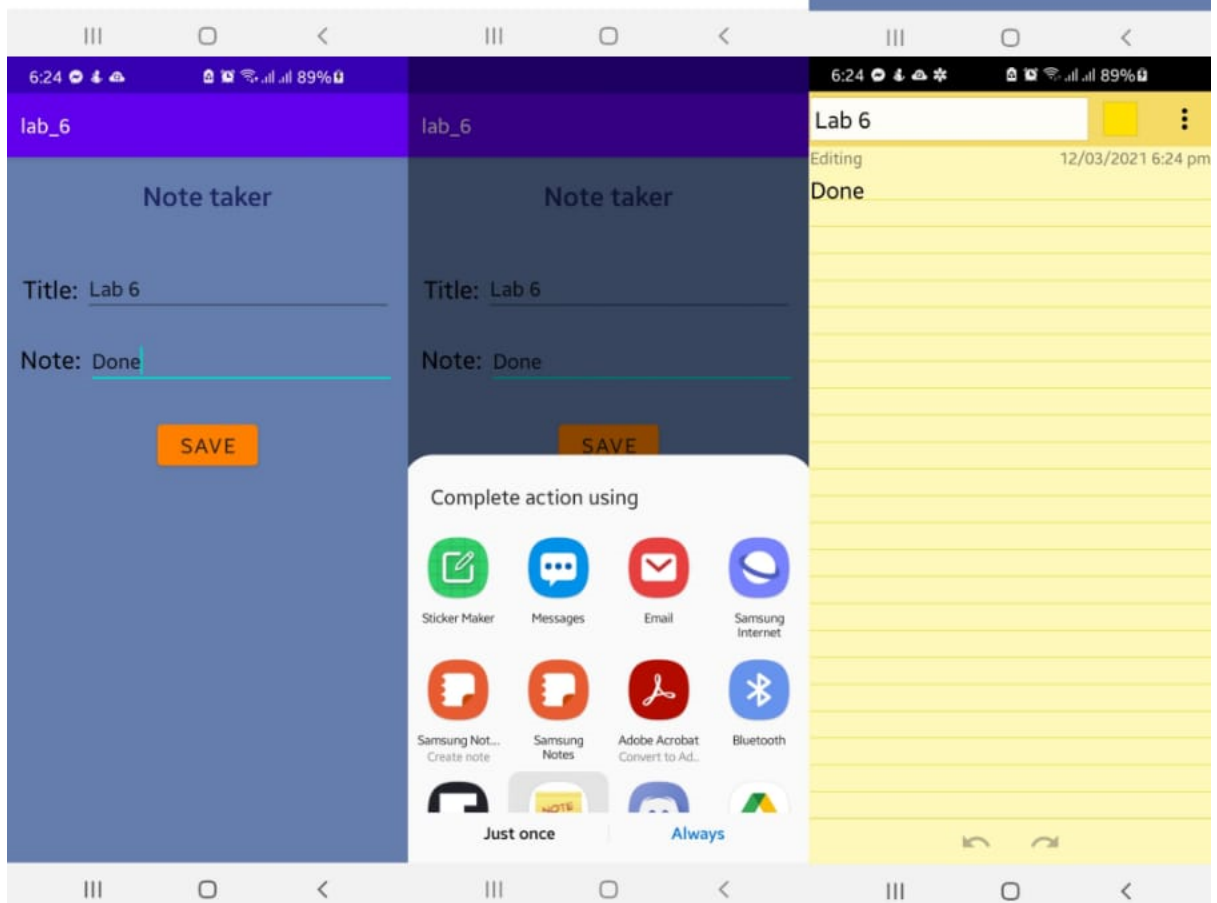 6:24 89%
lab_6
Note taker
Title: Lab 6
Note: Done
SAVE
lab_6
Note taker
Title: Lab 6
Note: Done
SAVE
Complete action using
Sticker Maker
Messages
Email
Samsung
Internet
Samsung Not...
Create note
Samsung
Notes
Adobe Acrobat
Convert to Ad..
Bluetooth
NOTE
Just once Always
6:24 89%
Lab 6
Editing 12/03/2021 6:24 pm
Done